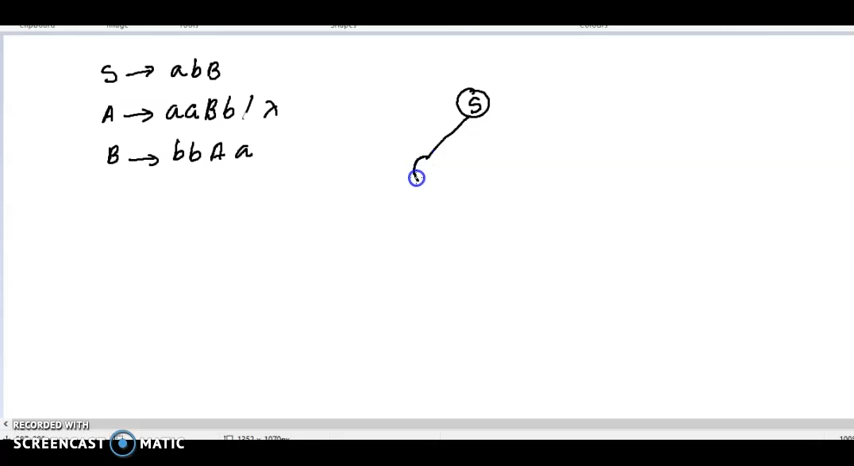 S → abB
A → aaBb / λ
B → bbAa
S
RECORDED WITH
SCREENCAST MATIC